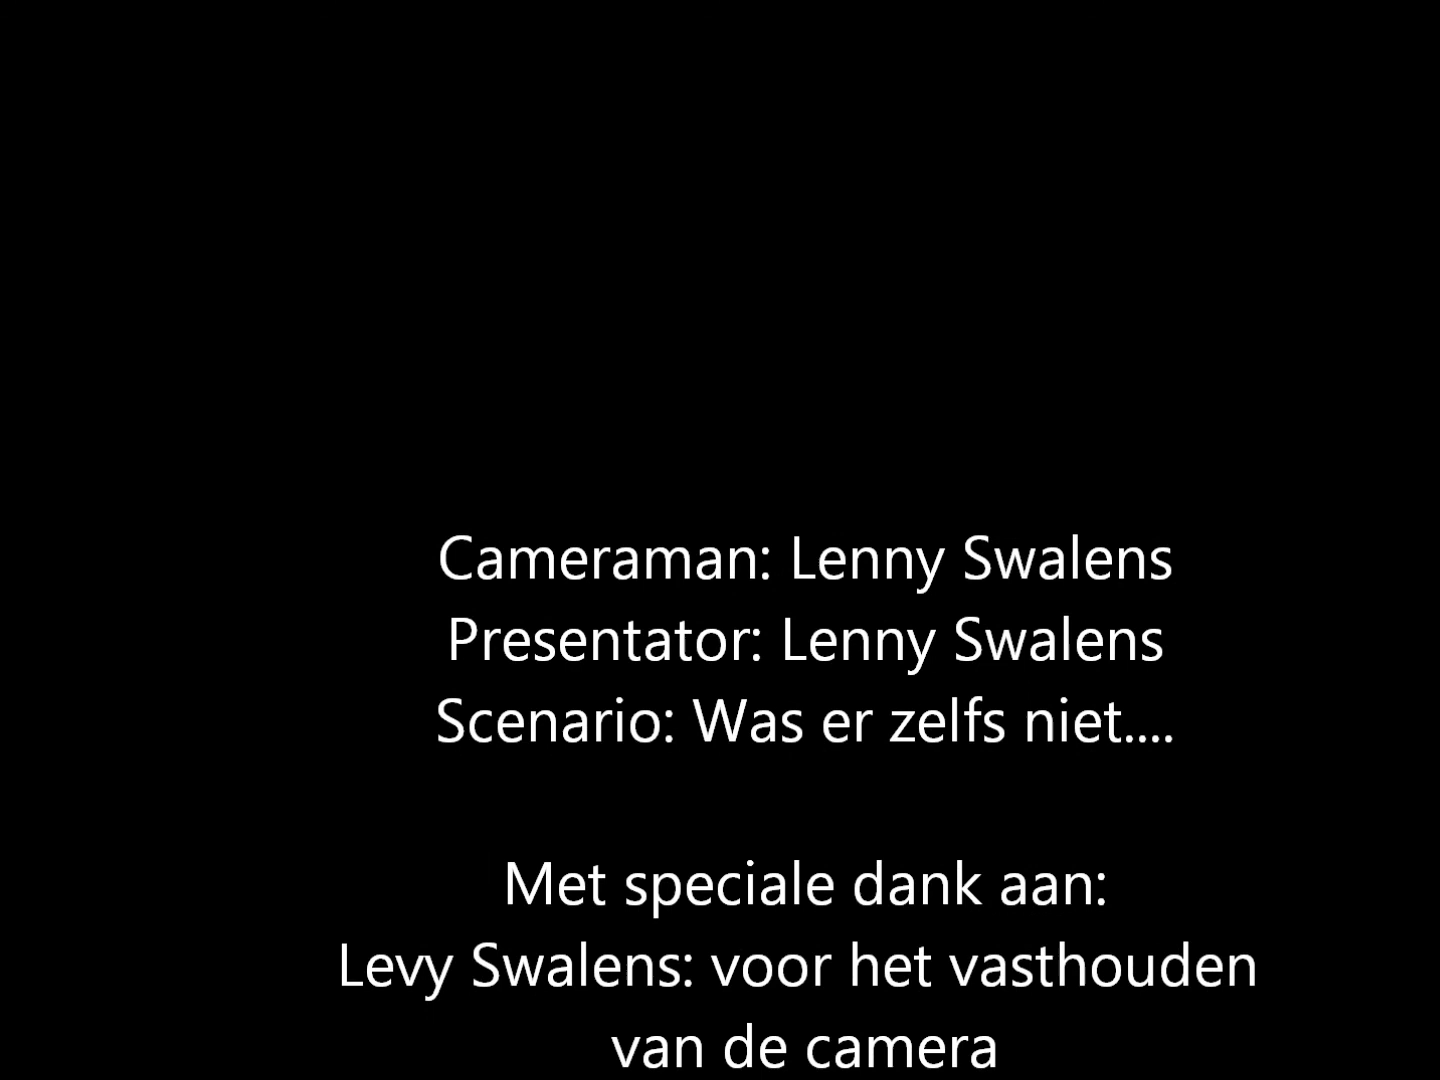 Cameraman: Lenny Swalens
Presentator: Lenny Swalens
Scenario: Was er zelfs niet....
Met speciale dank aan:
Levy Swalens: voor het vasthouden
van de camera